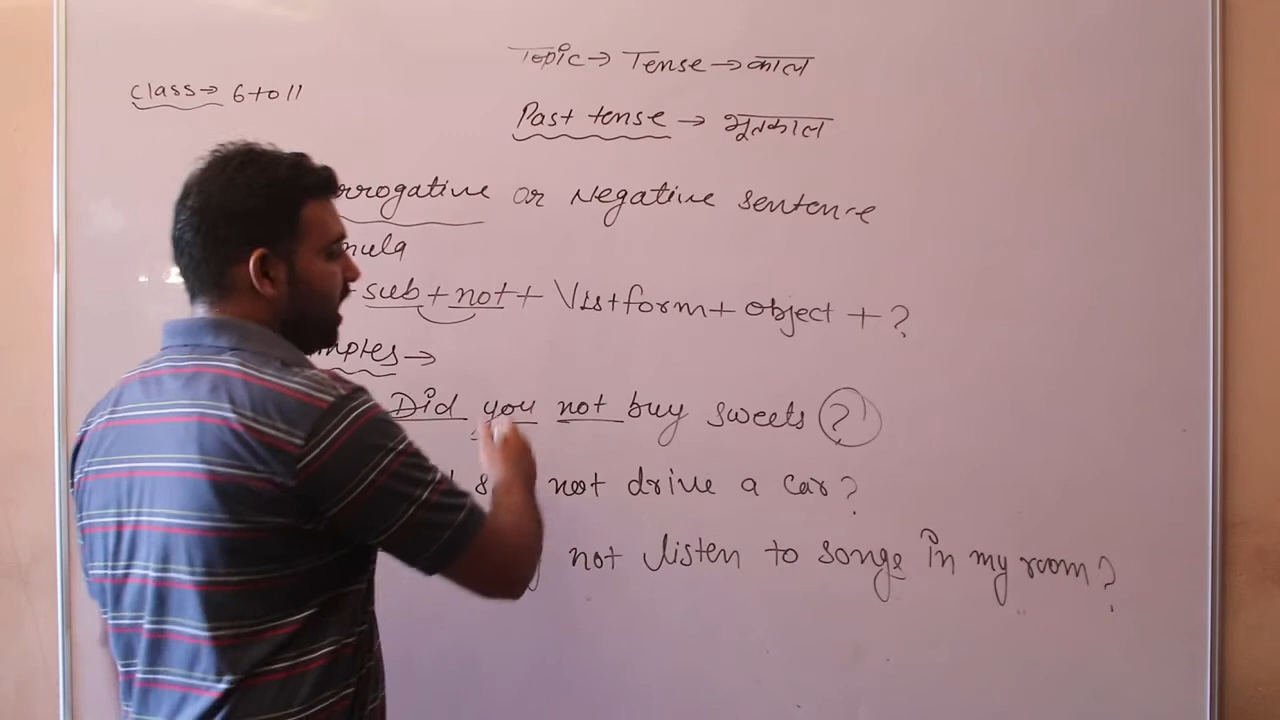 Topic → Tense → काल
Class → 6 to 11
Past tense → भूतकाल
rrogative or Negative sentence
mula
sub + not + V1st form + object + ?
mples →
Did you not buy sweets ?
not drive a car?
not listen to songs in my room?